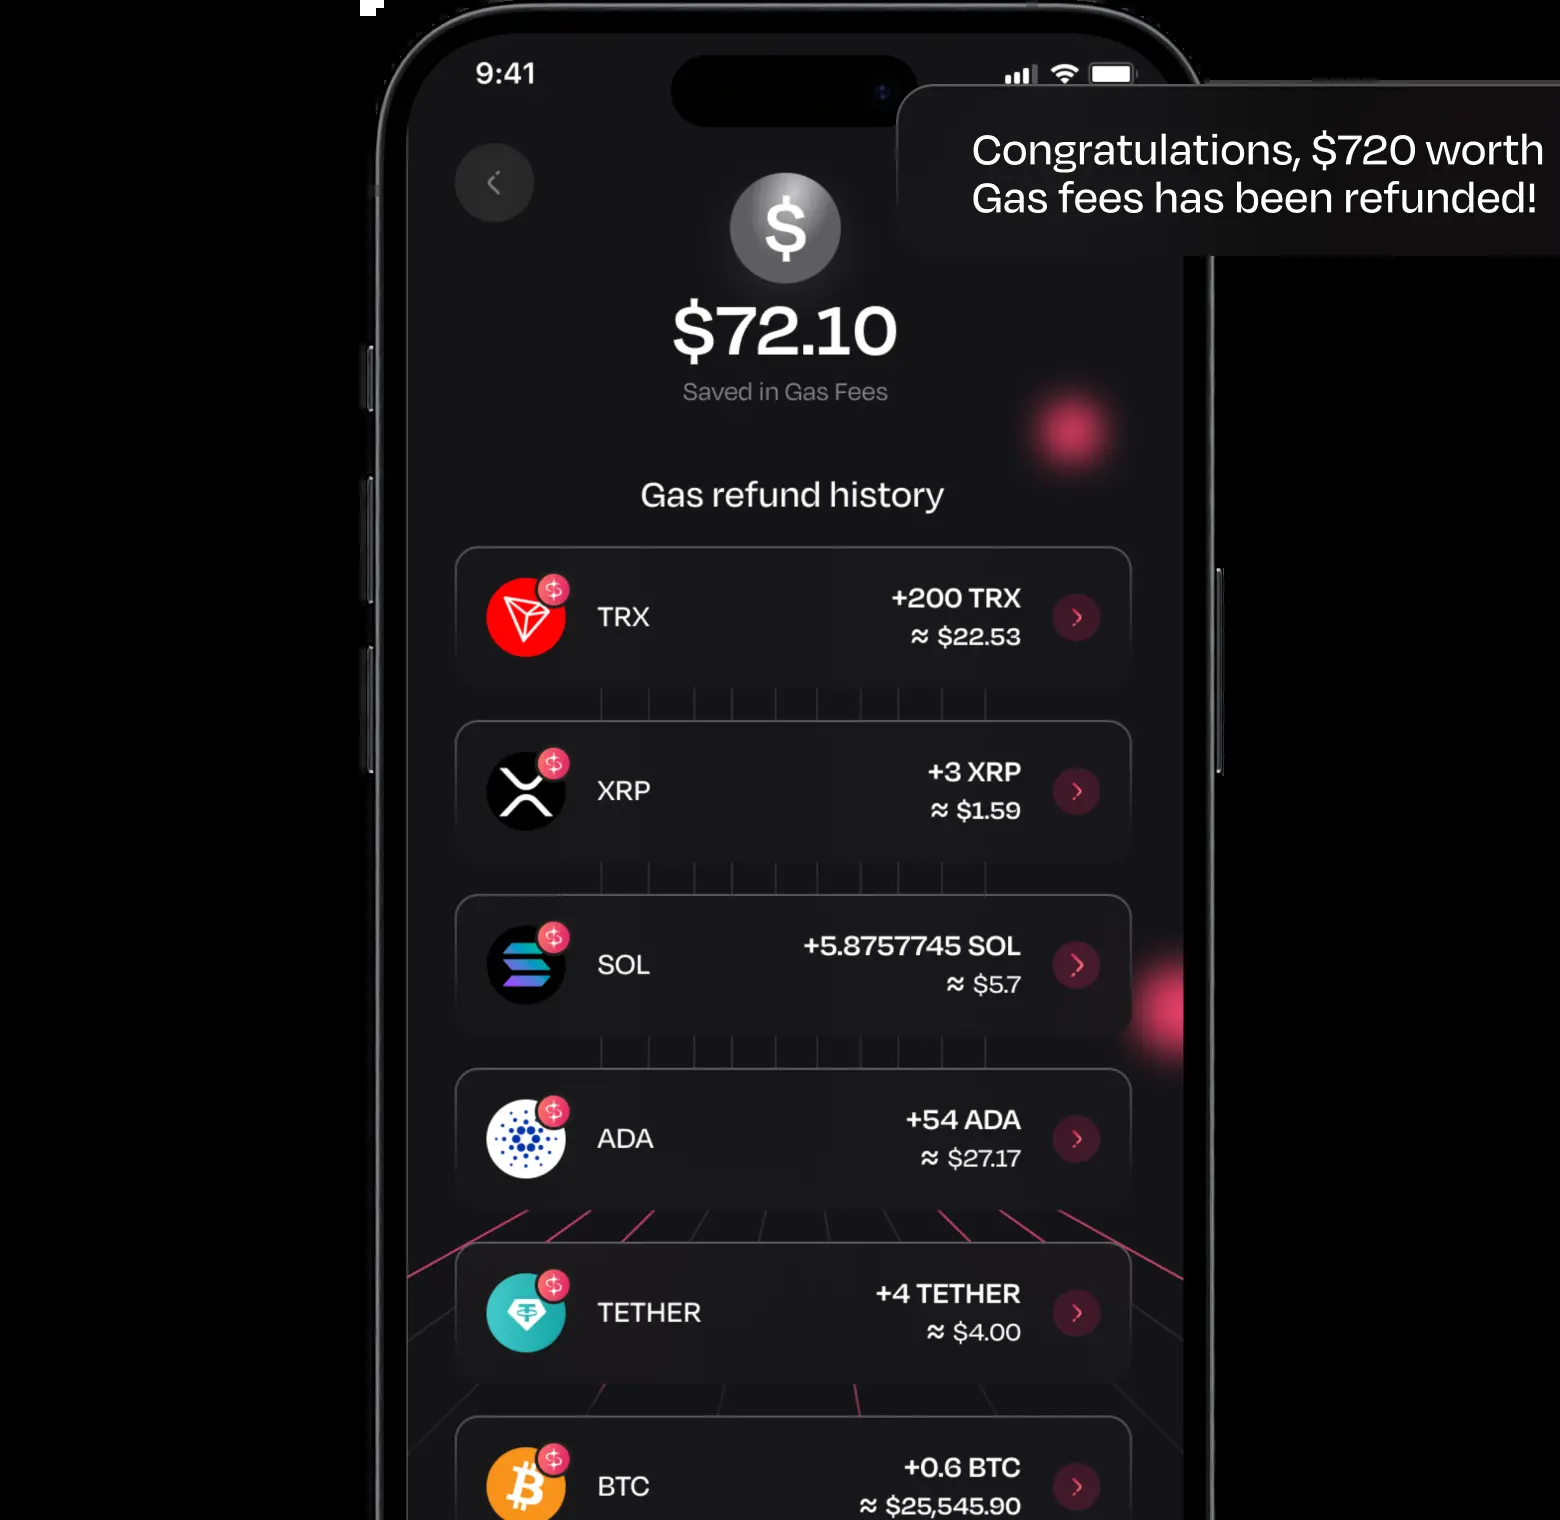 9:41
Congratulations, $720 worth
Gas fees has been refunded!
$
$72.10
Saved in Gas Fees
Gas refund history
TRX
+200 TRX
≈ $22.53
XRP
+3 XRP
≈ $1.59
SOL
+5.8757745 SOL
≈ $5.7
ADA
+54 ADA
≈ $27.17
TETHER
+4 TETHER
≈ $4.00
BTC
+0.6 BTC
≈ $25,545.90